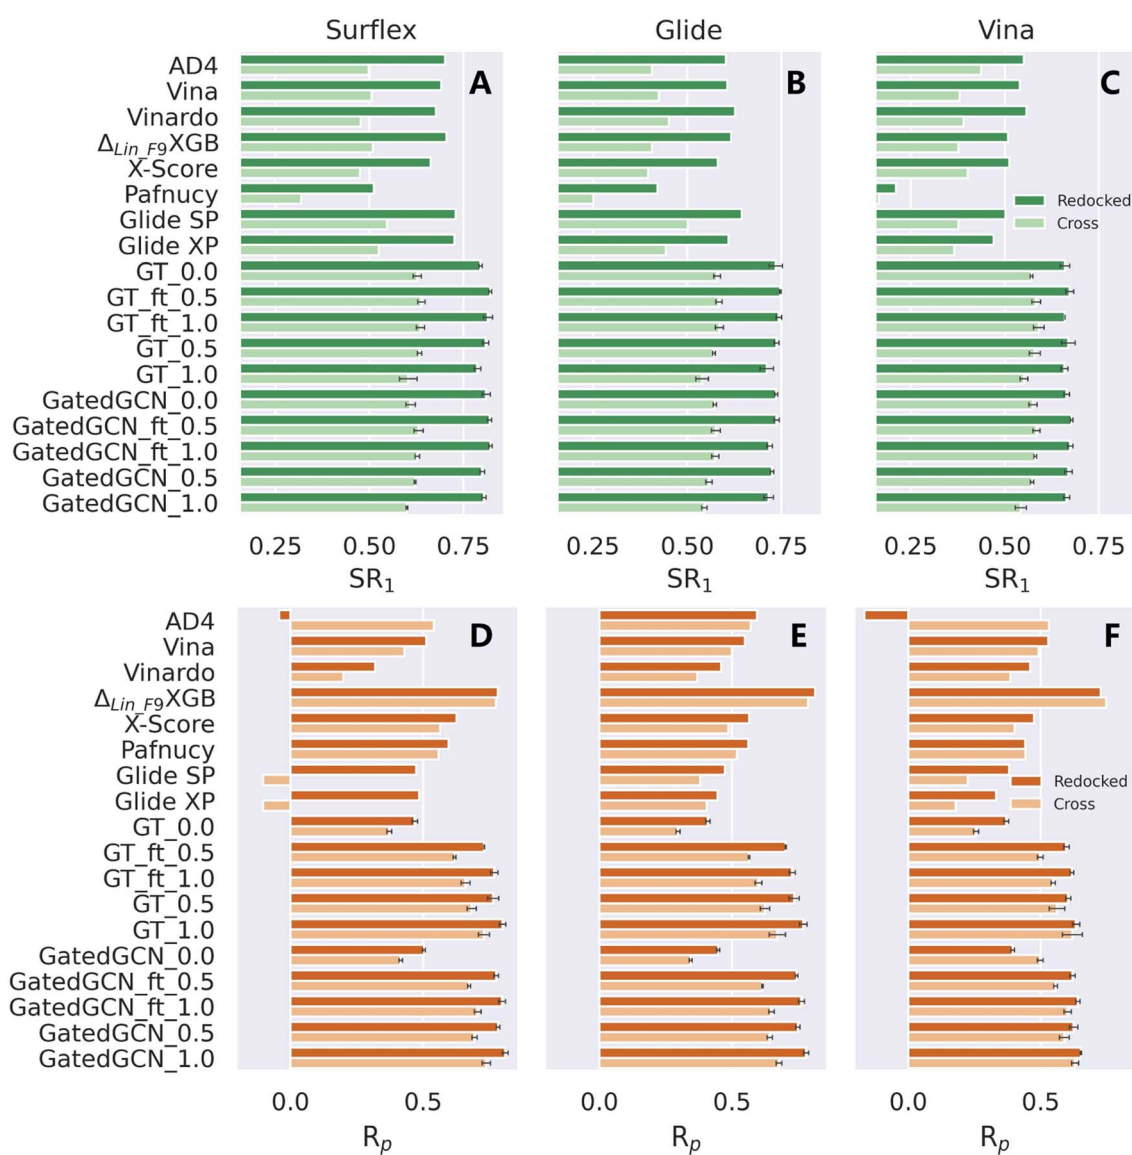 Surflex Glide Vina
A B C
AD4
Vina
Vinardo
Δ_Lin_F9XGB
X-Score
Pafnucy
Glide SP
Glide XP
GT_0.0
GT_ft_0.5
GT_ft_1.0
GT_0.5
GT_1.0
GatedGCN_0.0
GatedGCN_ft_0.5
GatedGCN_ft_1.0
GatedGCN_0.5
GatedGCN_1.0
Redocked
Cross
0.25 0.50 0.75 0.25 0.50 0.75 0.25 0.50 0.75
SR₁ SR₁ SR₁
D E F
AD4
Vina
Vinardo
Δ_Lin_F9XGB
X-Score
Pafnucy
Glide SP
Glide XP
GT_0.0
GT_ft_0.5
GT_ft_1.0
GT_0.5
GT_1.0
GatedGCN_0.0
GatedGCN_ft_0.5
GatedGCN_ft_1.0
GatedGCN_0.5
GatedGCN_1.0
Redocked
Cross
0.0 0.5 0.0 0.5 0.0 0.5
Rₚ Rₚ Rₚ